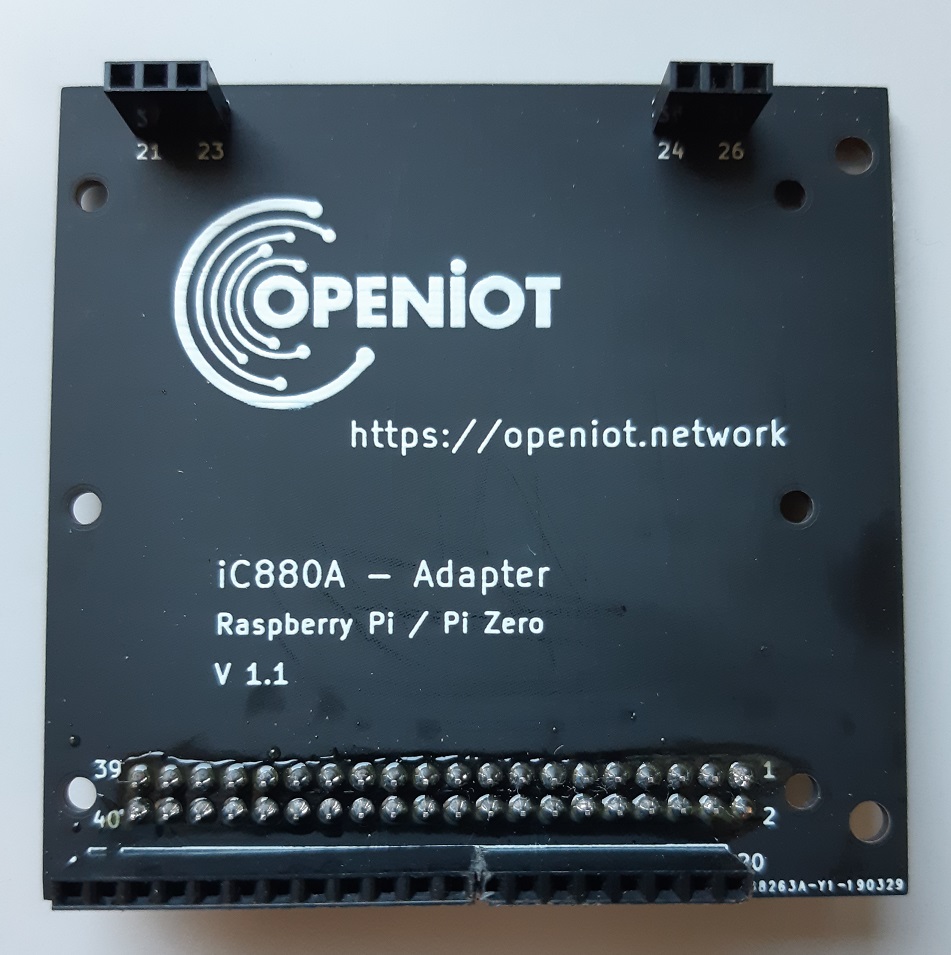 21 23
24 26
OPENiOT
https://openiot.network
iC880A - Adapter
Raspberry Pi / Pi Zero
V 1.1
39
1
40
2
20
8263A-Y1-190329